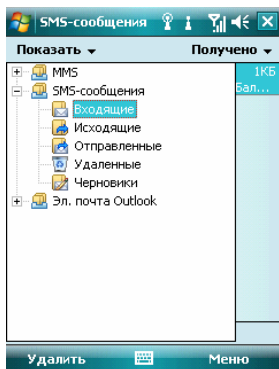 SMS-сообщения
Показать Получено
1КБ
Бал...
MMS
SMS-сообщения
Входящие
Исходящие
Отправленные
Удаленные
Черновики
Эл. почта Outlook
Удалить Меню